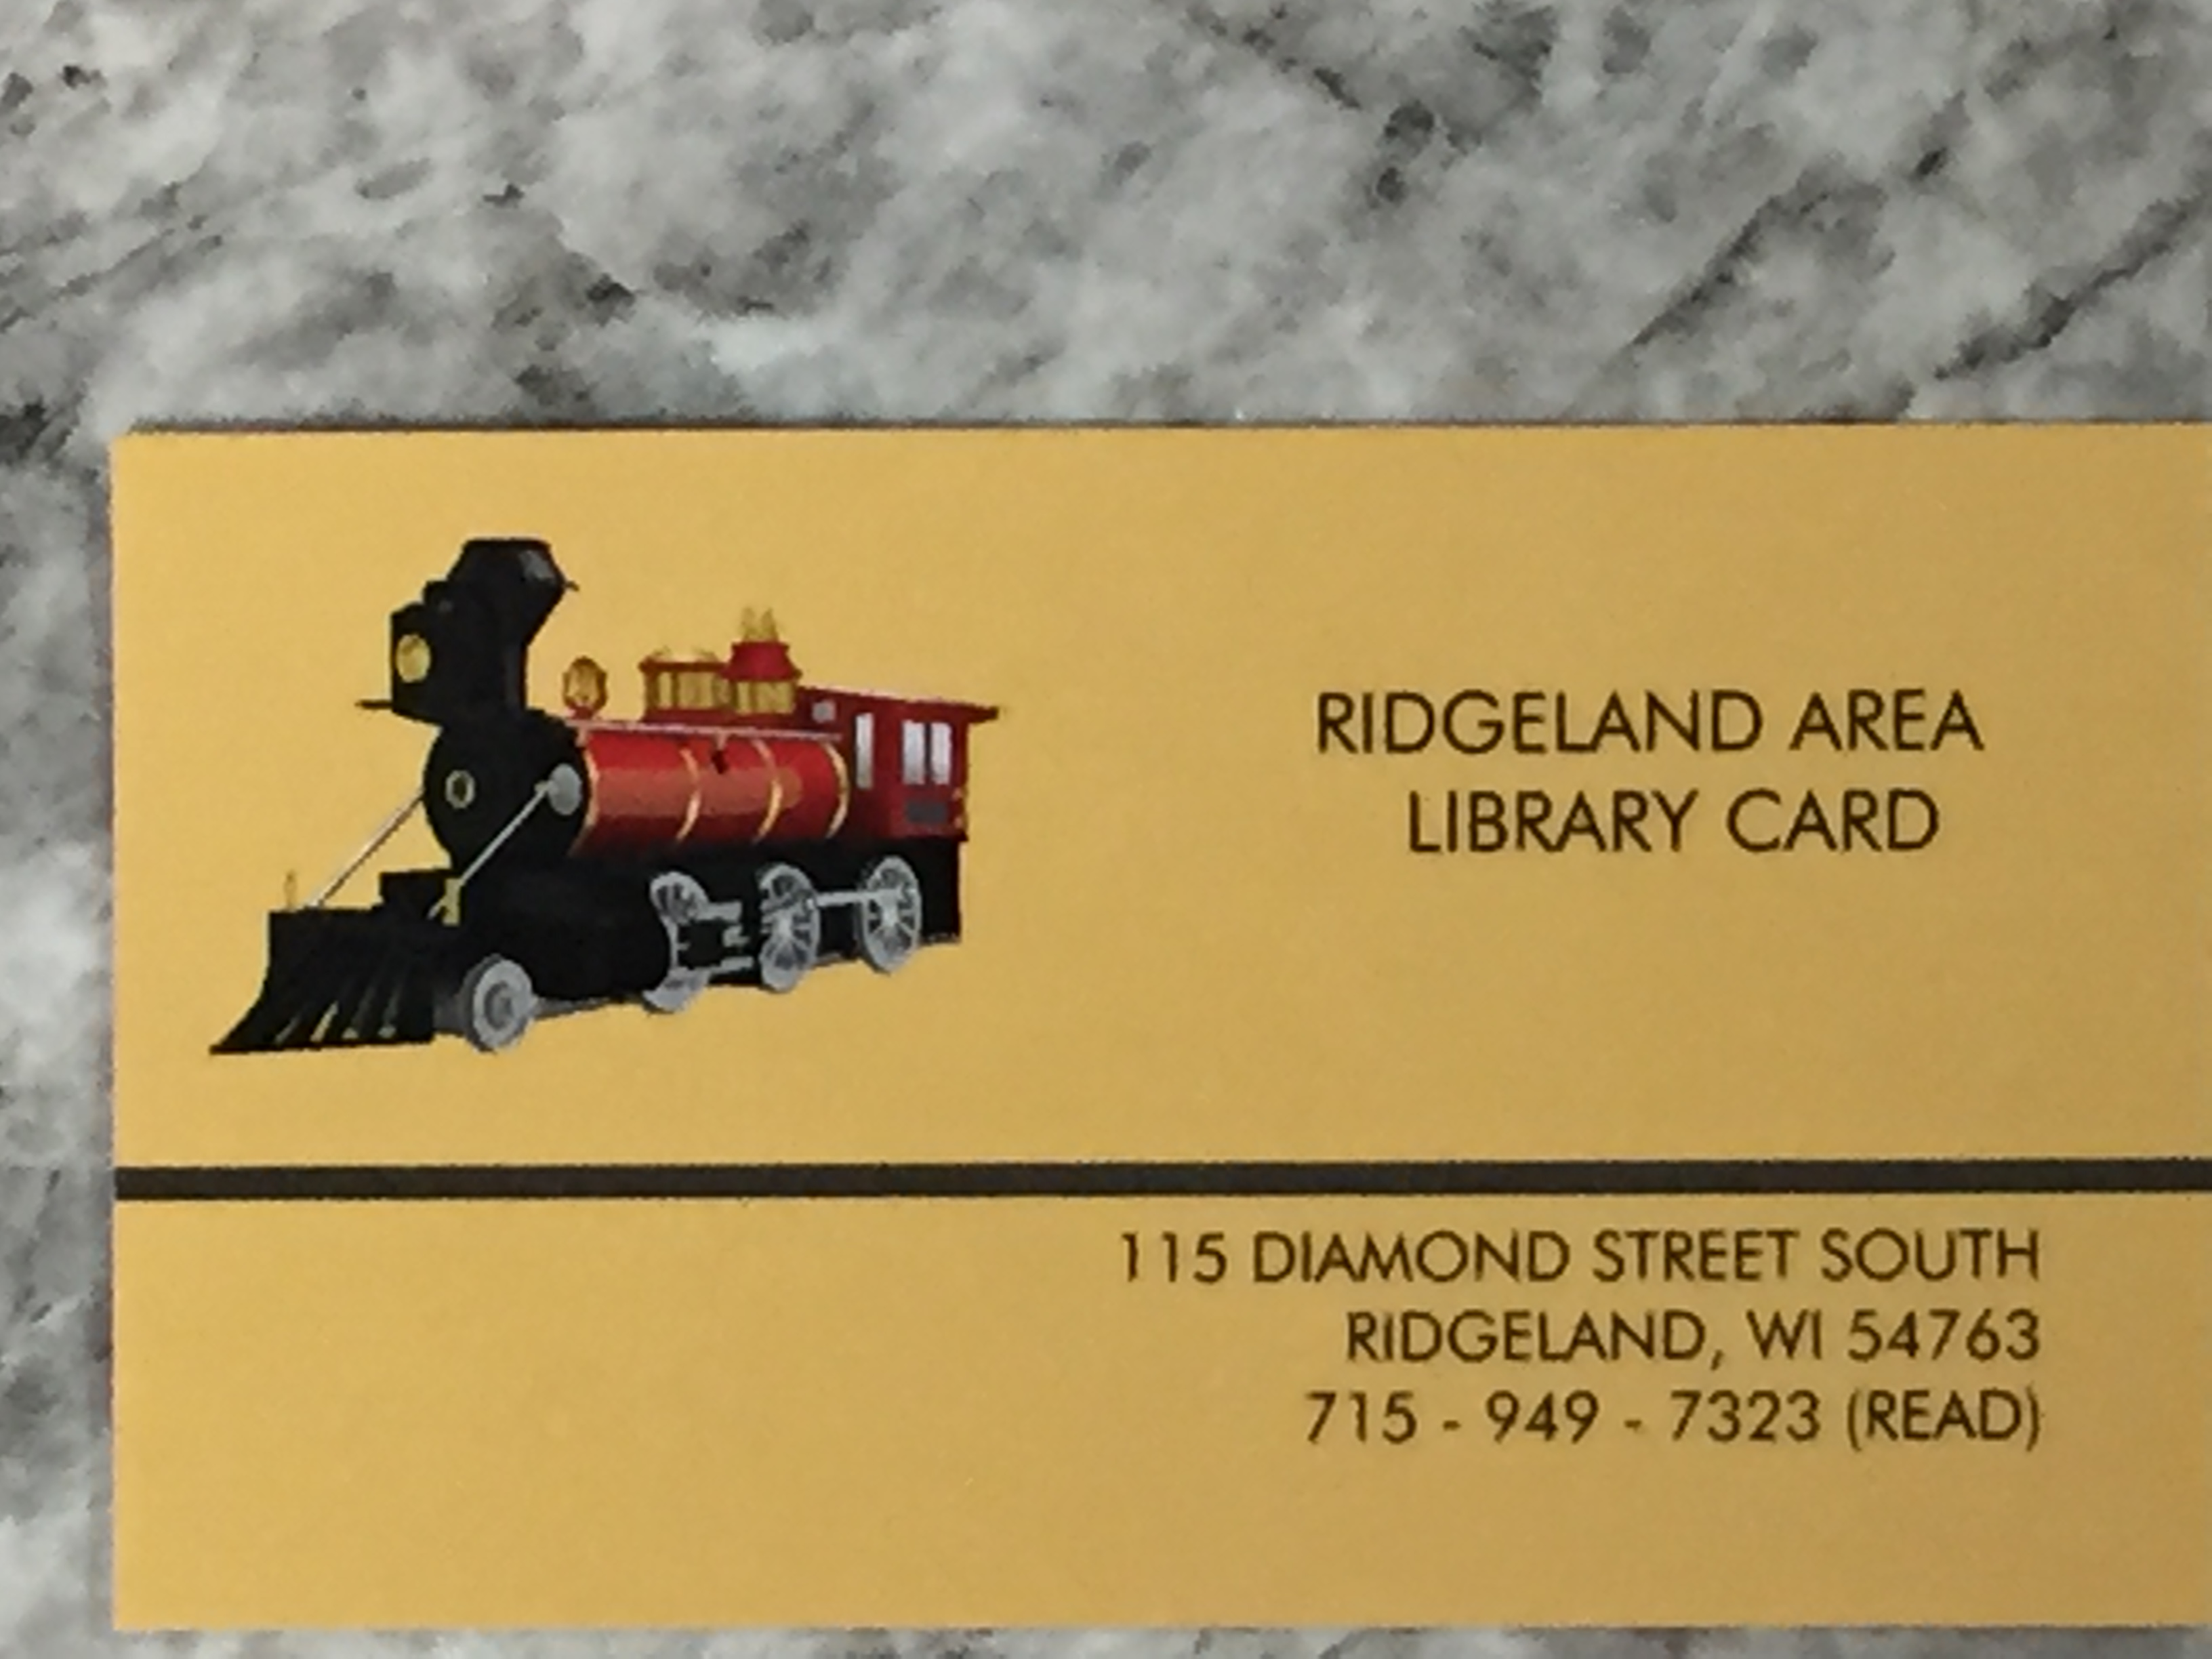 RIDGELAND AREA
LIBRARY CARD
115 DIAMOND STREET SOUTH
RIDGELAND, WI 54763
715 - 949 - 7323 (READ)